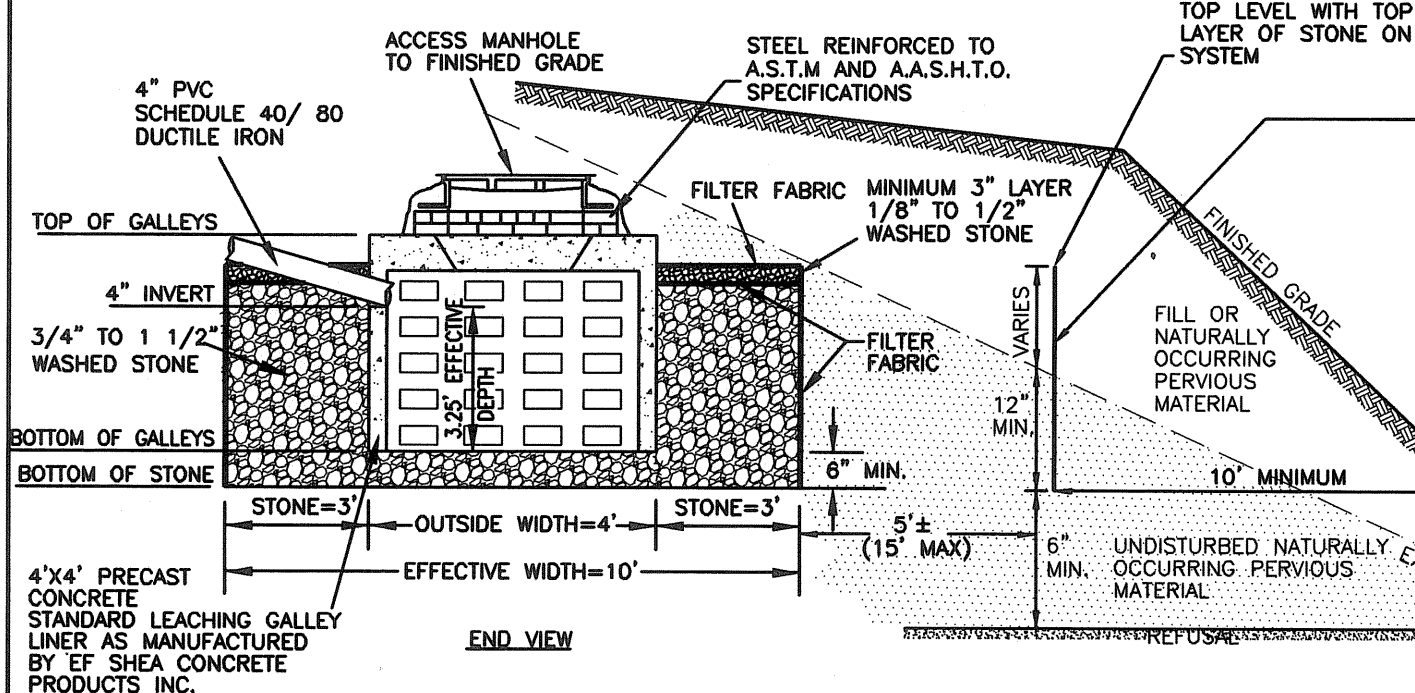 TOP LEVEL WITH TOP
LAYER OF STONE ON
SYSTEM
ACCESS MANHOLE
TO FINISHED GRADE
STEEL REINFORCED TO
A.S.T.M AND A.A.S.H.T.O.
SPECIFICATIONS
4" PVC
SCHEDULE 40/ 80
DUCTILE IRON
FILTER FABRIC
MINIMUM 3" LAYER
1/8" TO 1/2"
WASHED STONE
TOP OF GALLEYS
FINISHED GRADE
4" INVERT
3/4" TO 1 1/2"
WASHED STONE
3.25' EFFECTIVE
DEPTH
FILTER
FABRIC
VARIES
FILL OR
NATURALLY
OCCURRING
PERVIOUS
MATERIAL
12"
MIN.
BOTTOM OF GALLEYS
BOTTOM OF STONE
6" MIN.
10' MINIMUM
STONE=3'
OUTSIDE WIDTH=4'
STONE=3'
5'±
(15' MAX)
EFFECTIVE WIDTH=10'
6"
MIN.
UNDISTURBED NATURALLY
OCCURRING PERVIOUS
MATERIAL
4'X4' PRECAST
CONCRETE
STANDARD LEACHING GALLEY
LINER AS MANUFACTURED
BY EF SHEA CONCRETE
PRODUCTS INC.
END VIEW
REFUSAL